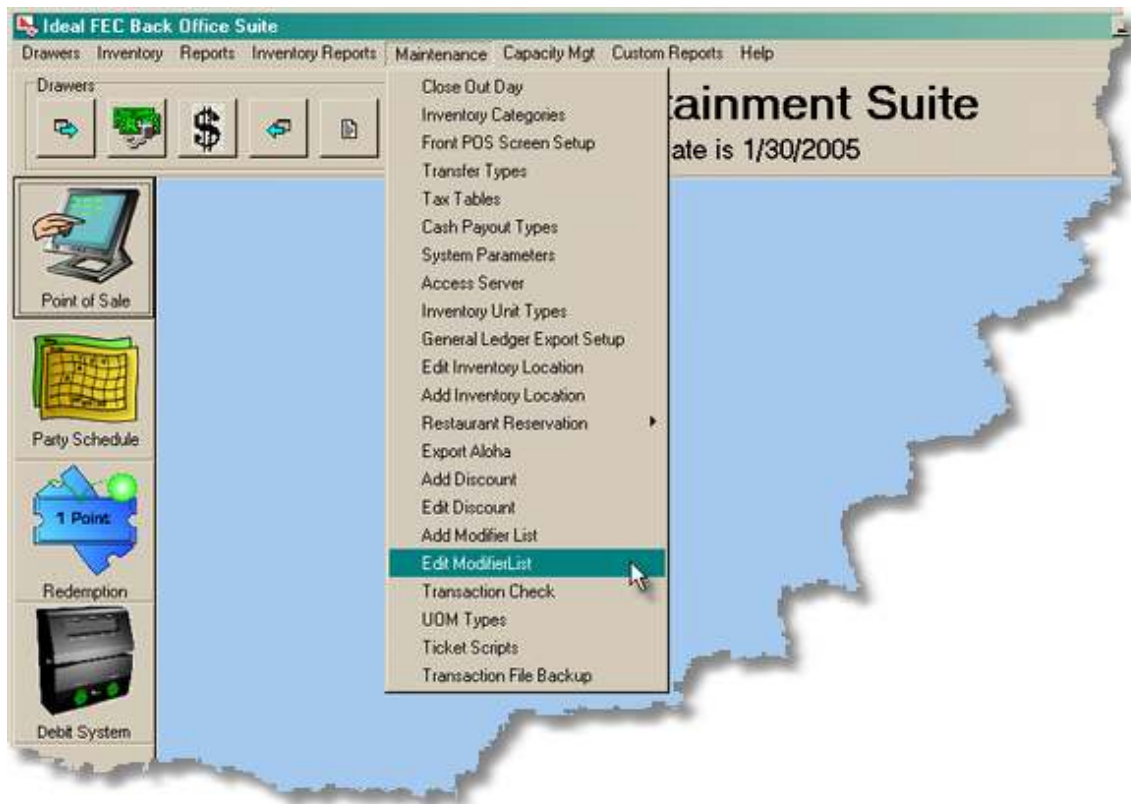 Ideal FEC Back Office Suite
Drawers Inventory Reports Inventory Reports Maintenance Capacity Mgt Custom Reports Help
Drawers
tainment Suite
ate is 1/30/2005
Close Out Day
Inventory Categories
Front POS Screen Setup
Transfer Types
Tax Tables
Cash Payout Types
System Parameters
Access Server
Inventory Unit Types
General Ledger Export Setup
Edit Inventory Location
Add Inventory Location
Restaurant Reservation
Export Aloha
Add Discount
Edit Discount
Add Modifier List
Edit ModifierList
Transaction Check
UOM Types
Ticket Scripts
Transaction File Backup
Point of Sale
Party Schedule
1 Point
Redemption
Debit System